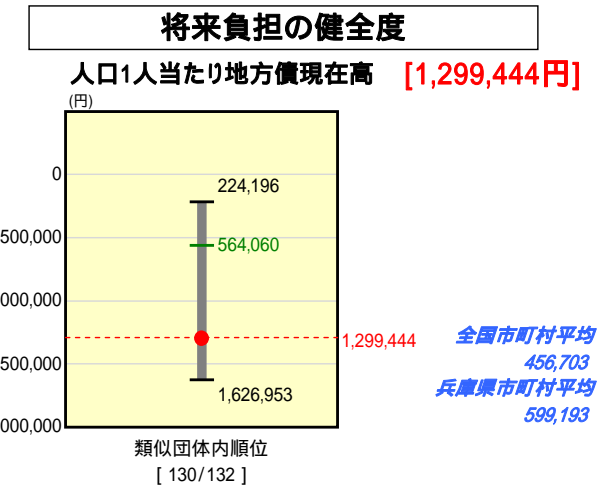 将来負担の健全度
人口1人当たり地方債現在高 [1,299,444円]
(円)
0
224,196
500,000
564,060
000,000
1,299,444
全国市町村平均
456,703
500,000
兵庫県市町村平均
1,626,953
599,193
000,000
類似団体内順位
[ 130/132 ]